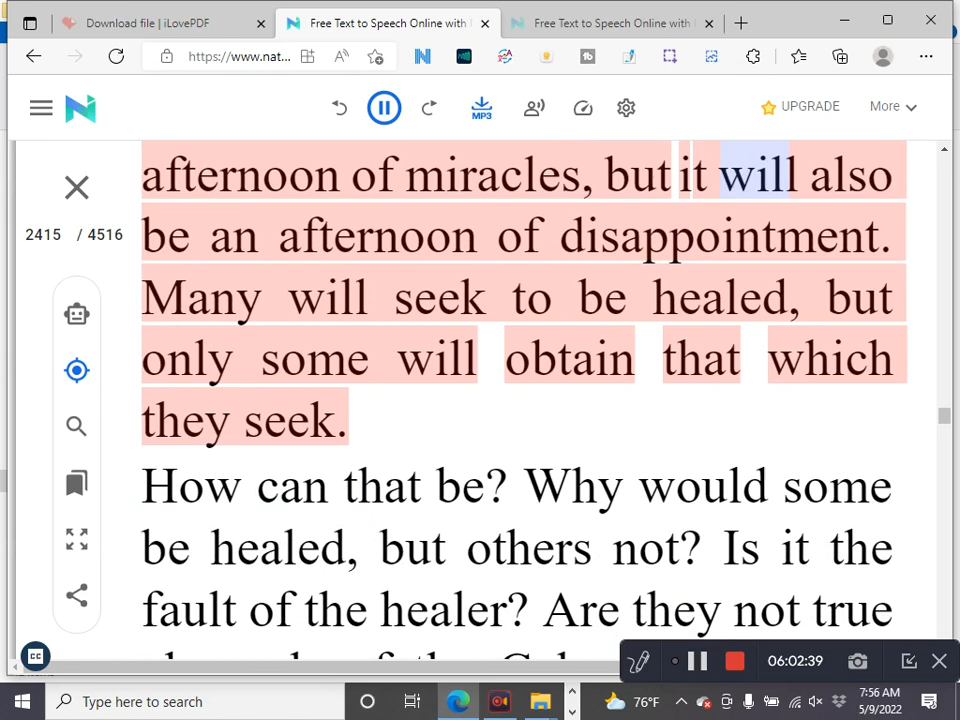 Download file | iLovePDF
Free Text to Speech Online with
Free Text to Speech Online with
https://www.nat...
MP3
UPGRADE
More
2415 / 4516
afternoon of miracles, but it will also
be an afternoon of disappointment.
Many will seek to be healed, but
only some will obtain that which
they seek.
How can that be? Why would some
be healed, but others not? Is it the
fault of the healer? Are they not true
CC
06:02:39
Type here to search
76°F
7:56 AM
5/9/2022